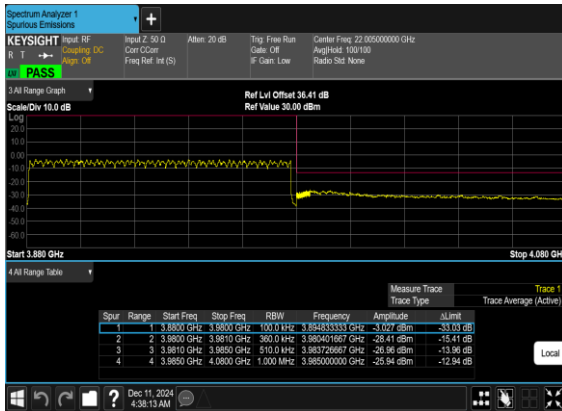 Spectrum Analyzer 1
Spurious Emissions
KEYSIGHT
R T
LXI PASS
Input: RF
Coupling: DC
Align: Off
Input Z: 50 Ω
Corr CCorr
Freq Ref: Int (S)
Atten: 20 dB
Trig: Free Run
Gate: Off
IF Gain: Low
Center Freq: 22.005000000 GHz
Avg|Hold: 100/100
Radio Std: None
3 All Range Graph
Scale/Div 10.0 dB
Ref Lvl Offset 36.41 dB
Ref Value 30.00 dBm
Log
20.0
10.0
0.00
-10.0
-20.0
-30.0
-40.0
-50.0
-60.0
Start 3.880 GHz
Stop 4.080 GH
4 All Range Table
Measure Trace Trace 1
Trace Type Trace Average (Active)
Spur Range Start Freq Stop Freq RBW Frequency Amplitude ΔLimit
1 1 3.8800 GHz 3.9800 GHz 100.0 kHz 3.894833333 GHz -3.027 dBm -33.03 dB
2 2 3.9800 GHz 3.9810 GHz 360.0 kHz 3.980401667 GHz -28.41 dBm -15.41 dB
3 3 3.9810 GHz 3.9850 GHz 510.0 kHz 3.983726667 GHz -26.96 dBm -13.96 dB
4 4 3.9850 GHz 4.0800 GHz 1.000 MHz 3.985000000 GHz -25.94 dBm -12.94 dB
Local
Dec 11, 2024
4:38:13 AM